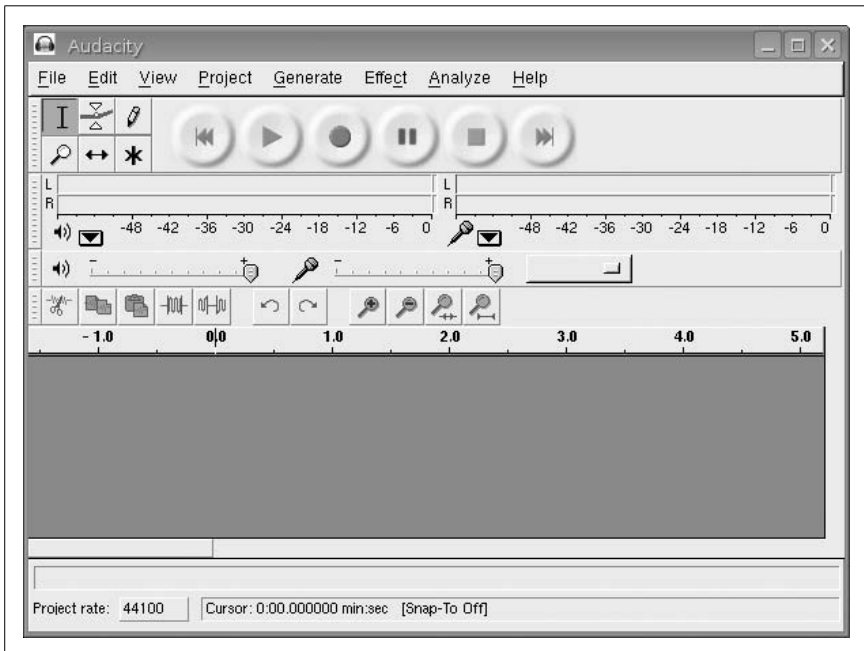 Audacity
File Edit View Project Generate Effect Analyze Help
L L
R R
-48 -42 -36 -30 -24 -18 -12 -6 0 -48 -42 -36 -30 -24 -18 -12 -6 0
- + - +
- 1.0 0,0 1.0 2.0 3.0 4.0 5.0
Project rate: 44100 Cursor: 0:00.000000 min:sec [Snap-To Off]